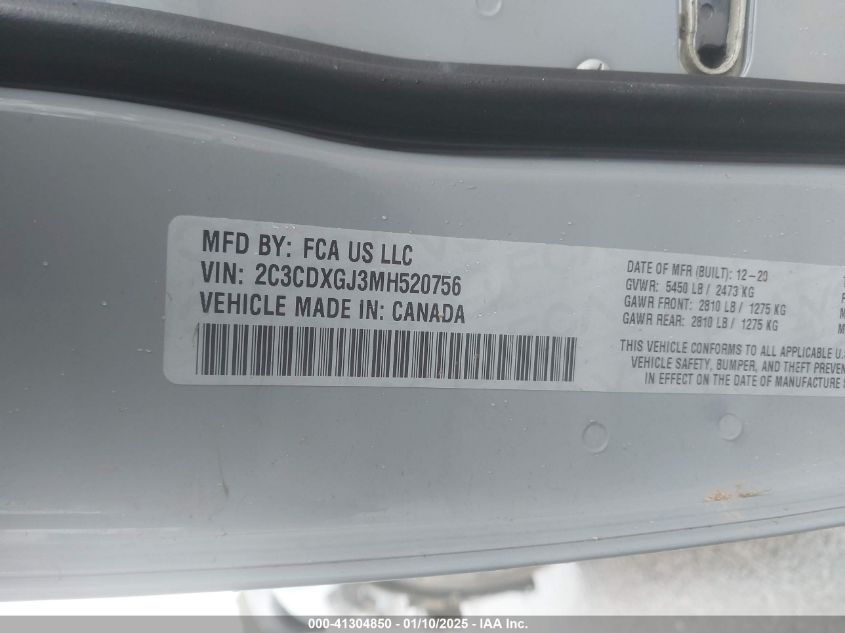 MFD BY: FCA US LLC
VIN: 2C3CDXGJ3MH520756
VEHICLE MADE IN: CANADA
DATE OF MFR (BUILT): 12-20
GVWR: 5450 LB / 2473 KG
GAWR FRONT: 2810 LB / 1275 KG
GAWR REAR: 2810 LB / 1275 KG
THIS VEHICLE CONFORMS TO ALL APPLICABLE U.S
VEHICLE SAFETY, BUMPER, AND THEFT PREVEN
IN EFFECT ON THE DATE OF MANUFACTURE S
000-41304850 - 01/10/2025 - IAA Inc.